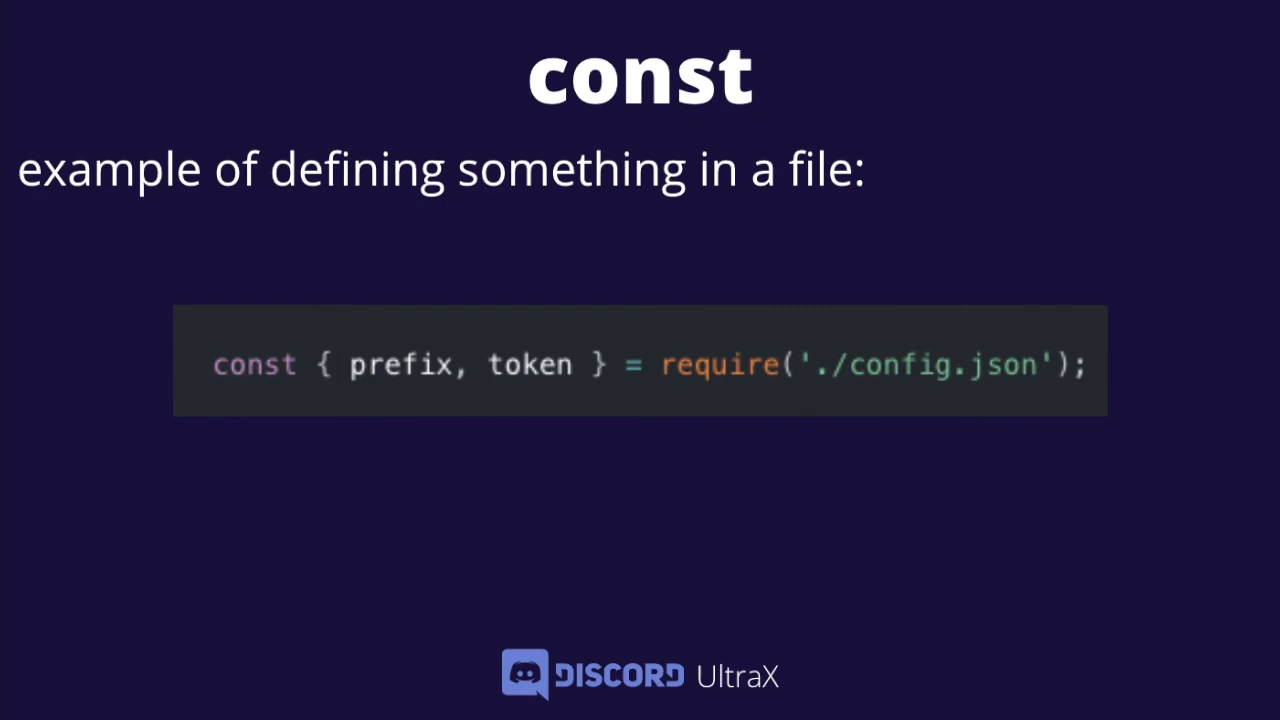 const
example of defining something in a file:
const { prefix, token } = require('./config.json');
DISCORD UltraX